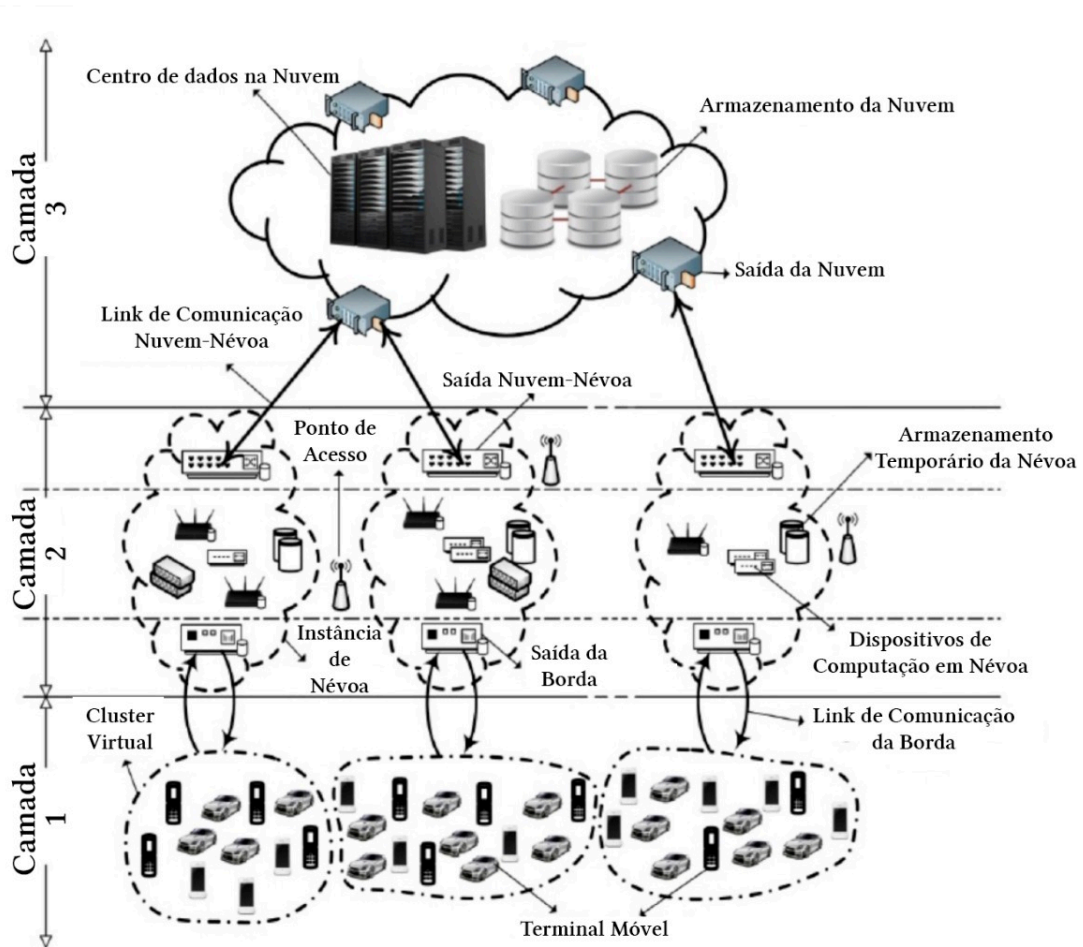 Centro de dados na Nuvem
Armazenamento da Nuvem
Camada
3
Saída da Nuvem
Link de Comunicação
Nuvem-Névoa
Saída Nuvem-Névoa
Ponto de
Acesso
Armazenamento
Temporário da Névoa
Camada
2
Instância
de
Névoa
Saída da
Borda
Dispositivos de
Computação em Névoa
Cluster
Virtual
Link de Comunicação
da Borda
Camada
1
Terminal Móvel